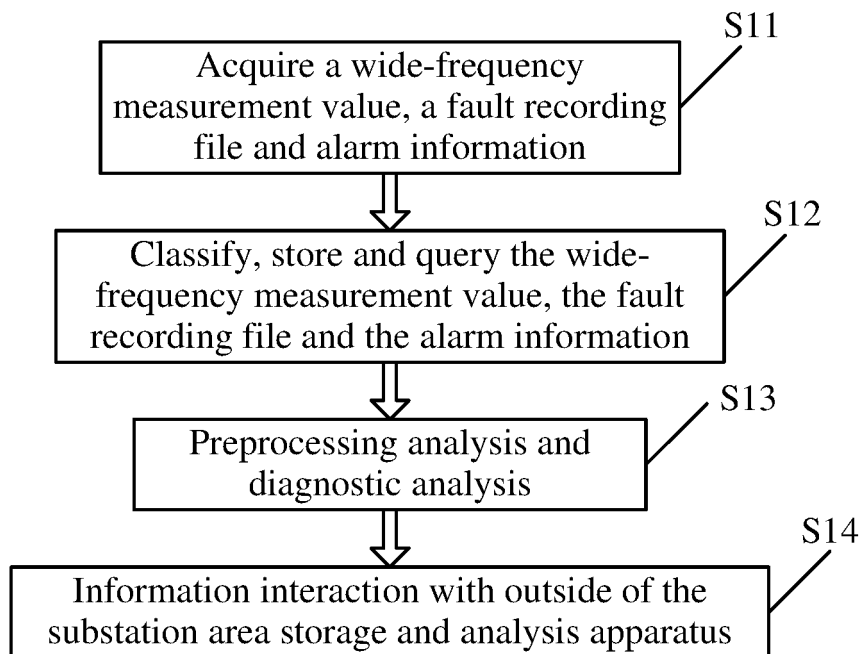 S11
Acquire a wide-frequency
measurement value, a fault recording
file and alarm information
S12
Classify, store and query the wide-
frequency measurement value, the fault
recording file and the alarm information
S13
Preprocessing analysis and
diagnostic analysis
S14
Information interaction with outside of the
substation area storage and analysis apparatus